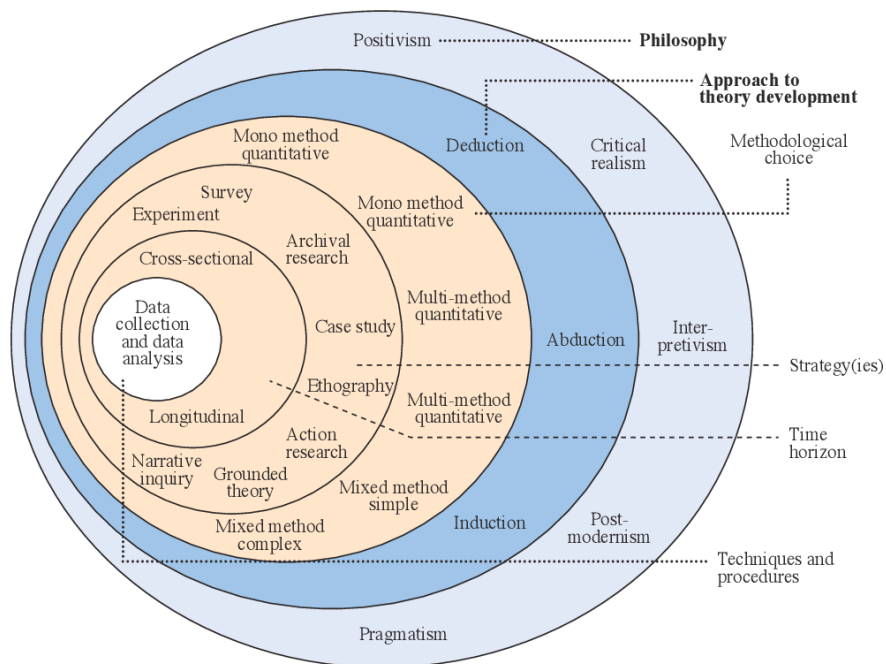 Positivism
Philosophy
Approach to
theory development
Mono method
quantitative
Deduction
Critical
realism
Methodological
choice
Survey
Experiment
Mono method
quantitative
Archival
research
Cross-sectional
Data
collection
and data
analysis
Multi-method
quantitative
Case study
Abduction
Inter-
pretivism
Strategy(ies)
Ethography
Multi-method
quantitative
Longitudinal
Action
research
Time
horizon
Narrative
inquiry
Grounded
theory
Mixed method
simple
Mixed method
complex
Induction
Post-
modernism
Techniques and
procedures
Pragmatism